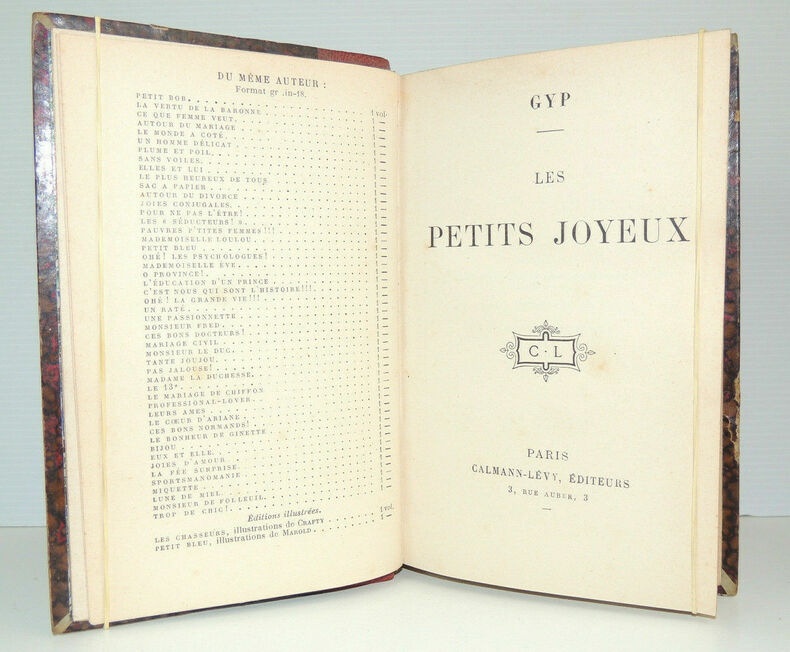 DU MÊME AUTEUR :
Format gr .in-18.
PETIT BOB. 1 vol.
LA VERTU DE LA BARONNE —
CE QUE FEMME VEUT. —
AUTOUR DU MARIAGE —
LE MONDE A COTÉ. —
UN HOMME DÉLICAT —
PLUME ET POIL. —
SANS VOILES. —
ELLES ET LUI —
LE PLUS HEUREUX DE TOUS —
SAC A PAPIER —
AUTOUR DU DIVORCE —
JOIES CONJUGALES. —
POUR NE PAS L'ÊTRE! —
LES « SÉDUCTEURS! ». —
PAUVRES P'TITES FEMMES!!! —
MADEMOISELLE LOULOU. —
PETIT BLEU —
OHÉ! LES PSYCHOLOGUES! —
MADEMOISELLE ÈVE. —
O PROVINCE!. —
L'ÉDUCATION D'UN PRINCE —
C'EST NOUS QUI SONT L'HISTOIRE!!! —
OHÉ! LA GRANDE VIE!!! —
UN RATÉ. —
UNE PASSIONNETTE —
MONSIEUR FRED. —
CES BONS DOCTEURS! —
MARIAGE CIVIL —
MONSIEUR LE DUC. —
TANTE JOUJOU. —
PAS JALOUSE! —
MADAME LA DUCHESSE. —
LE 13e —
LE MARIAGE DE CHIFFON —
PROFESSIONAL-LOVER —
LEURS AMES —
LE CŒUR D'ARIANE —
CES BONS NORMANDS! —
LE BONHEUR DE GINETTE —
BIJOU —
EUX ET ELLE. —
JOIES D'AMOUR —
LA FÉE SURPRISE. —
SPORTSMANOMANIE —
MIQUETTE —
LUNE DE MIEL. —
MONSIEUR DE FOLLEUIL. —
TROP DE CHIC! —
Éditions illustrées.
LES CHASSEURS, illustrations de CRAFTY 1 vol.
PETIT BLEU, illustrations de MAROLD —
GYP
LES
PETITS JOYEUX
C · L
PARIS
CALMANN-LÉVY, ÉDITEURS
3, RUE AUBER, 3